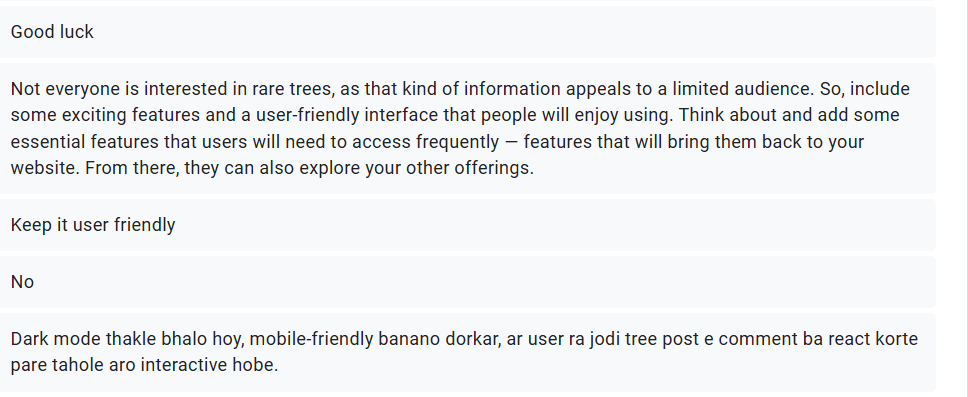 Good luck
Not everyone is interested in rare trees, as that kind of information appeals to a limited audience. So, include
some exciting features and a user-friendly interface that people will enjoy using. Think about and add some
essential features that users will need to access frequently — features that will bring them back to your
website. From there, they can also explore your other offerings.
Keep it user friendly
No
Dark mode thakle bhalo hoy, mobile-friendly banano dorkar, ar user ra jodi tree post e comment ba react korte
pare tahole aro interactive hobe.